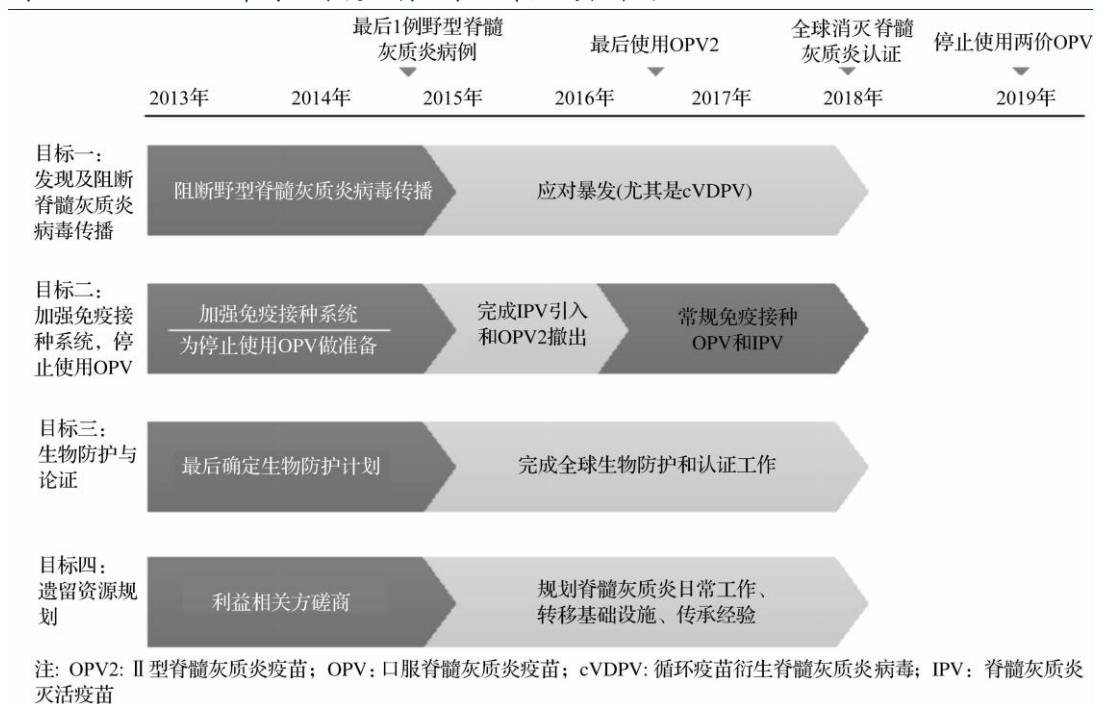 最后1例野型脊髓
灰质炎病例
最后使用OPV2
全球消灭脊髓
灰质炎认证
停止使用两价OPV
2013年 2014年 2015年 2016年 2017年 2018年 2019年
目标一：
发现及阻断
脊髓灰质炎
病毒传播
阻断野型脊髓灰质炎病毒传播
应对暴发(尤其是cVDPV)
目标二：
加强免疫接
种系统，停
止使用OPV
加强免疫接种系统
为停止使用OPV做准备
完成IPV引入
和OPV2撤出
常规免疫接种
OPV和IPV
目标三：
生物防护与
论证
最后确定生物防护计划
完成全球生物防护和认证工作
目标四：
遗留资源规
划
利益相关方磋商
规划脊髓灰质炎日常工作、
转移基础设施、传承经验
注: OPV2: Ⅱ型脊髓灰质炎疫苗；OPV: 口服脊髓灰质炎疫苗；cVDPV: 循环疫苗衍生脊髓灰质炎病毒；IPV：脊髓灰质炎
灭活疫苗